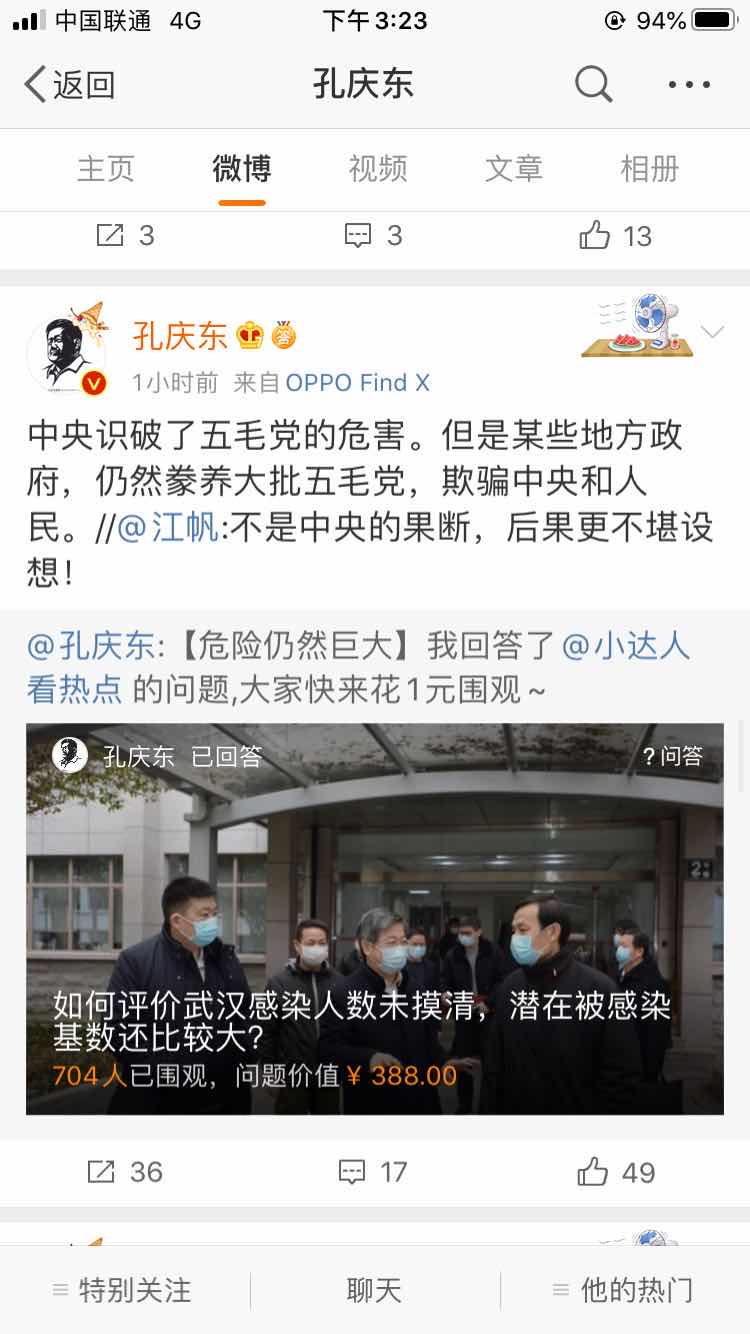 中国联通 4G 下午3:23 94%
返回 孔庆东
主页 微博 视频 文章 相册
3 3 13
孔庆东
1小时前 来自 OPPO Find X
中央识破了五毛党的危害。但是某些地方政
府，仍然豢养大批五毛党，欺骗中央和人
民。//@江帆:不是中央的果断，后果更不堪设
想！
@孔庆东:【危险仍然巨大】我回答了 @小达人
看热点 的问题,大家快来花1元围观~
孔庆东 已回答 ?问答
2
如何评价武汉感染人数未摸清，潜在被感染
基数还比较大？
704人已围观，问题价值 ¥ 388.00
36 17 49
特别关注 聊天 他的热门